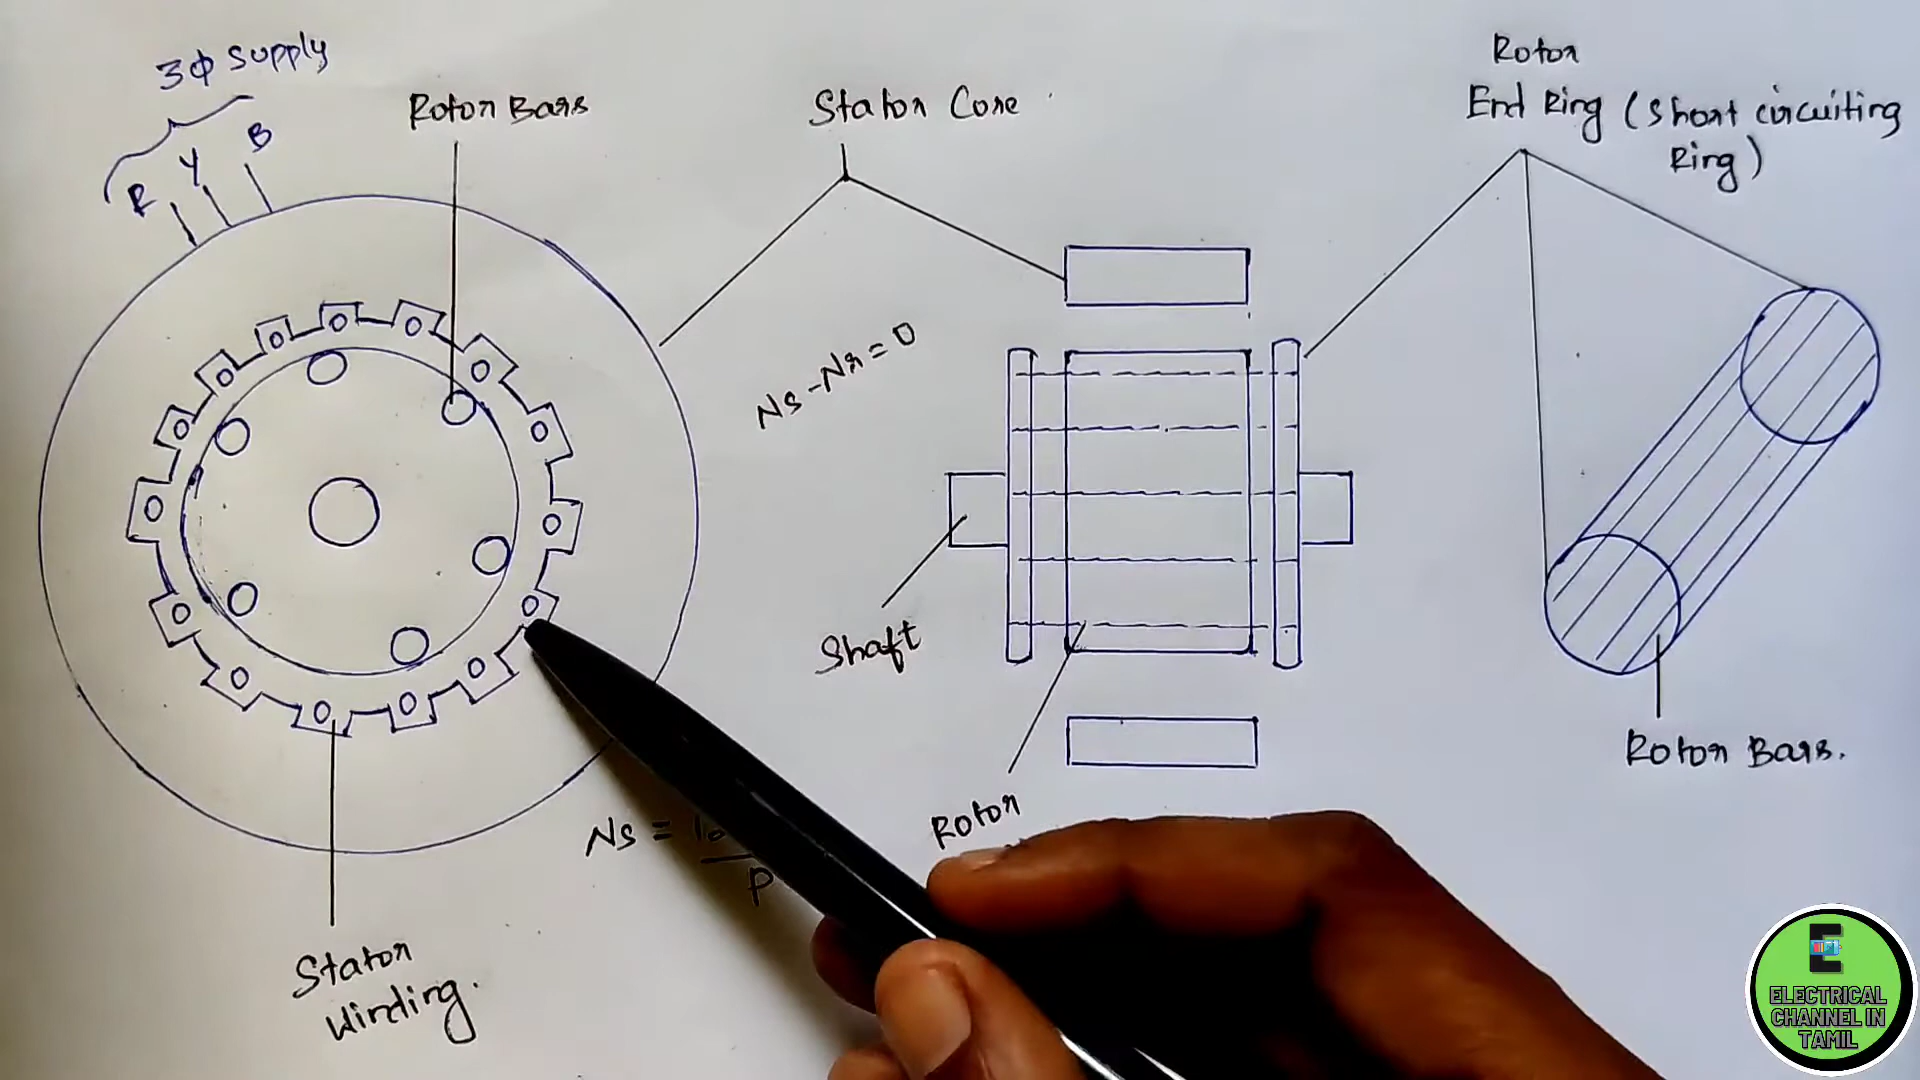 3Φ Supply
R Y B
Rotor Bars
Stator Core
Rotor
End Ring (Short circuiting
Ring)
Ns - Nr = 0
Shaft
Rotor
Rotor Bars.
Ns =
P
Stator
Winding.
E
ELECTRICAL
CHANNEL IN
TAMIL